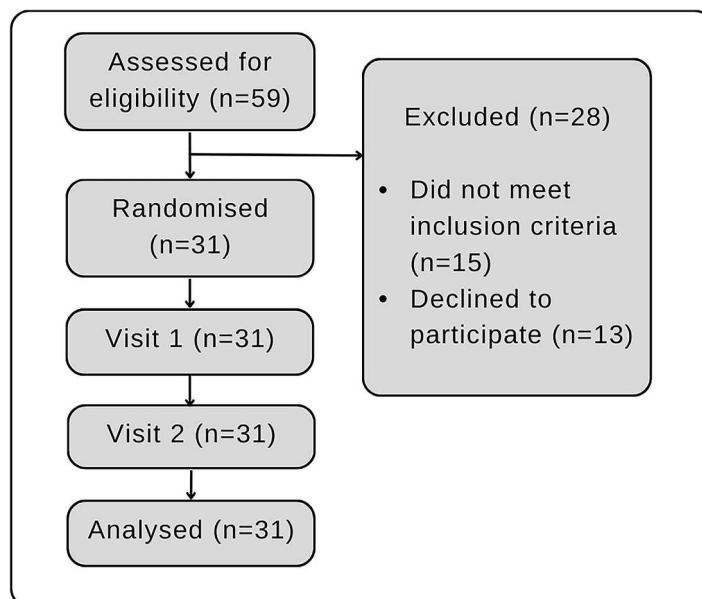 Assessed for
eligibility (n=59)
Excluded (n=28)
• Did not meet
inclusion criteria
(n=15)
• Declined to
participate (n=13)
Randomised
(n=31)
Visit 1 (n=31)
Visit 2 (n=31)
Analysed (n=31)